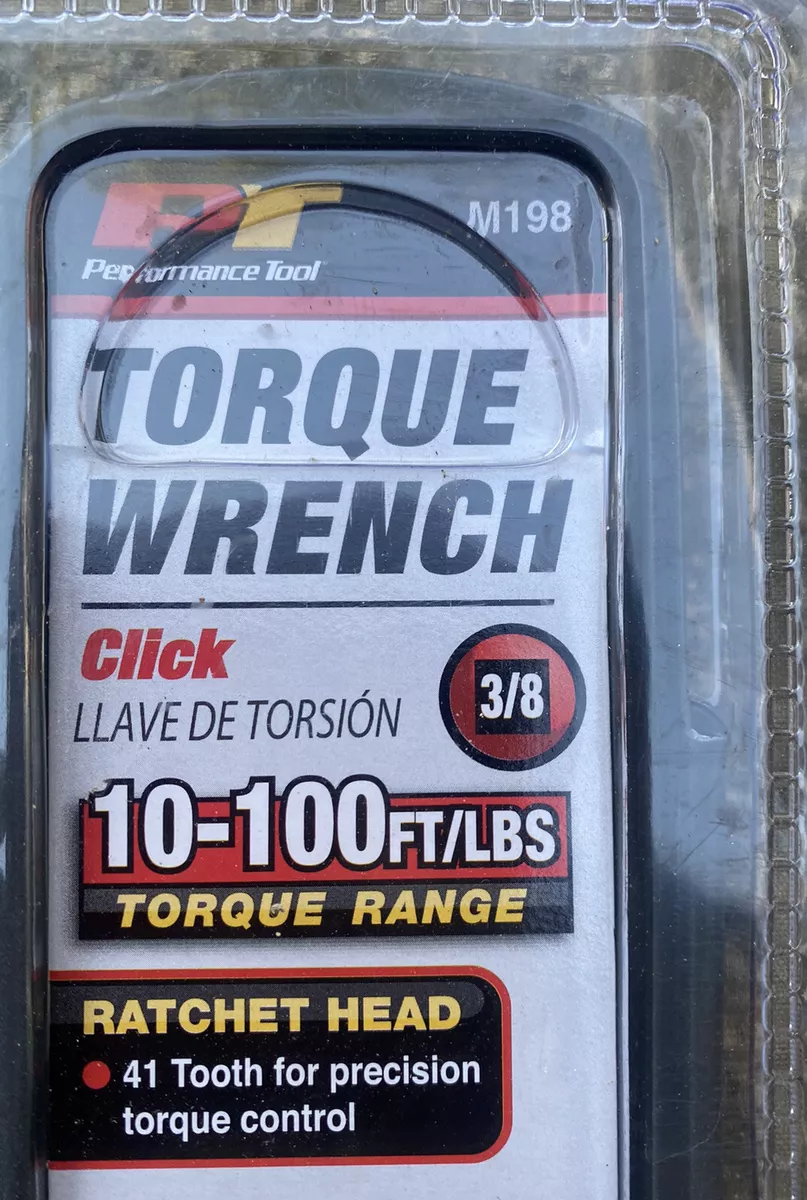 PT
M198
Performance Tool
TORQUE
WRENCH
Click
3/8
LLAVE DE TORSIÓN
10-100FT/LBS
TORQUE RANGE
RATCHET HEAD
41 Tooth for precision
torque control